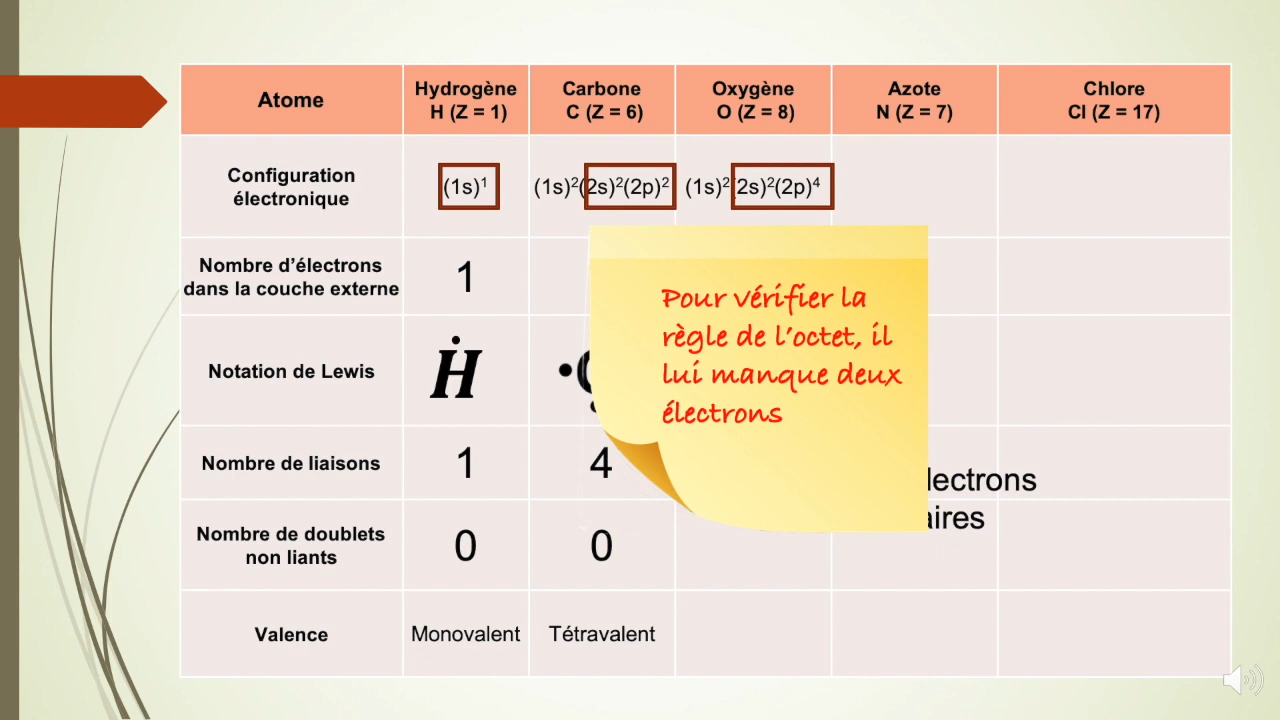 Atome
Hydrogène
H (Z = 1)
Carbone
C (Z = 6)
Oxygène
O (Z = 8)
Azote
N (Z = 7)
Chlore
Cl (Z = 17)
Configuration
électronique
(1s)¹
(1s)²(2s)²(2p)²
(1s)²(2s)²(2p)⁴
Nombre d'électrons
dans la couche externe
1
Notation de Lewis
H
Nombre de liaisons
1
4
Nombre de doublets
non liants
0
0
Valence
Monovalent
Tétravalent
Pour vérifier la
règle de l'octet, il
lui manque deux
électrons